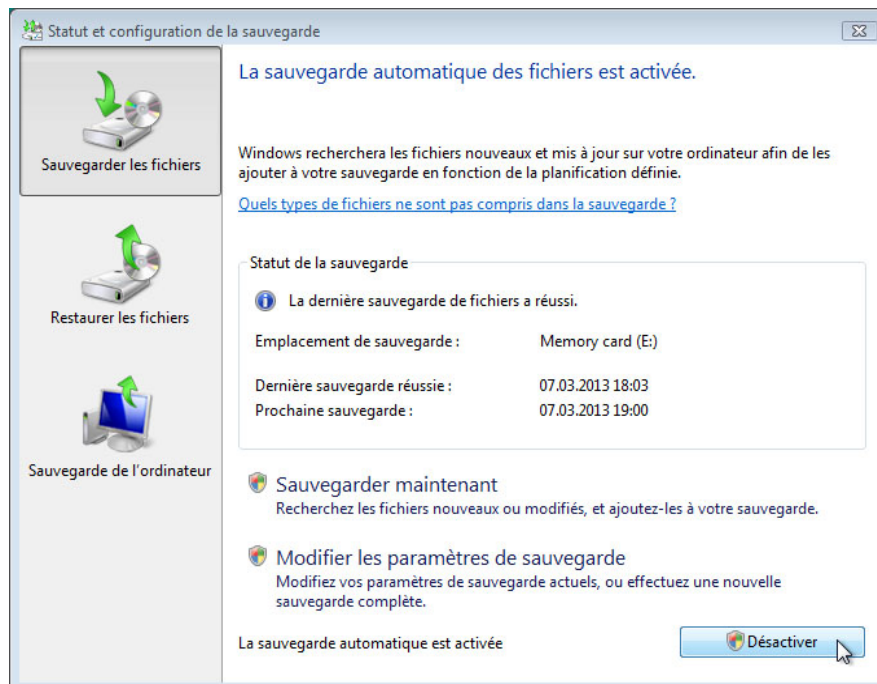 Statut et configuration de la sauvegarde
Sauvegarder les fichiers
Restaurer les fichiers
Sauvegarde de l'ordinateur
La sauvegarde automatique des fichiers est activée.
Windows recherchera les fichiers nouveaux et mis à jour sur votre ordinateur afin de les
ajouter à votre sauvegarde en fonction de la planification définie.
Quels types de fichiers ne sont pas compris dans la sauvegarde ?
Statut de la sauvegarde
La dernière sauvegarde de fichiers a réussi.
Emplacement de sauvegarde : Memory card (E:)
Dernière sauvegarde réussie : 07.03.2013 18:03
Prochaine sauvegarde : 07.03.2013 19:00
Sauvegarder maintenant
Recherchez les fichiers nouveaux ou modifiés, et ajoutez-les à votre sauvegarde.
Modifier les paramètres de sauvegarde
Modifiez vos paramètres de sauvegarde actuels, ou effectuez une nouvelle
sauvegarde complète.
La sauvegarde automatique est activée
Désactiver